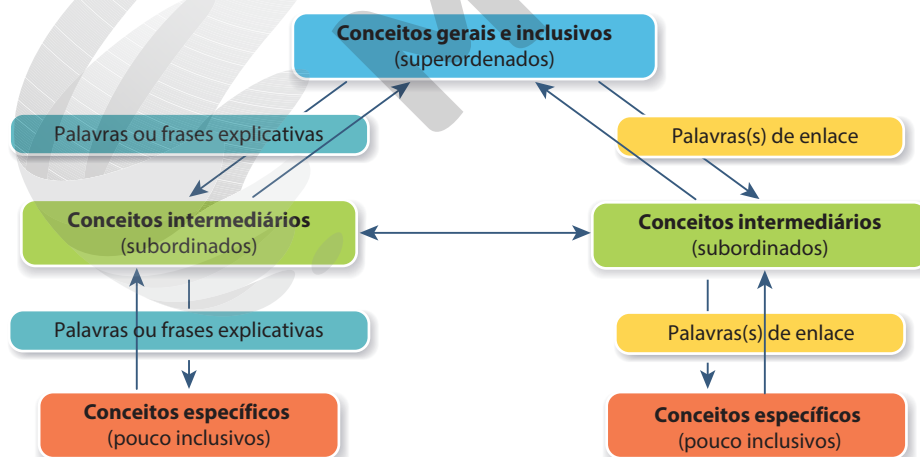 Conceitos gerais e inclusivos
(superordenados)
Palavras ou frases explicativas
Palavras(s) de enlace
Conceitos intermediários
(subordinados)
Conceitos intermediários
(subordinados)
Palavras ou frases explicativas
Palavras(s) de enlace
Conceitos específicos
(pouco inclusivos)
Conceitos específicos
(pouco inclusivos)